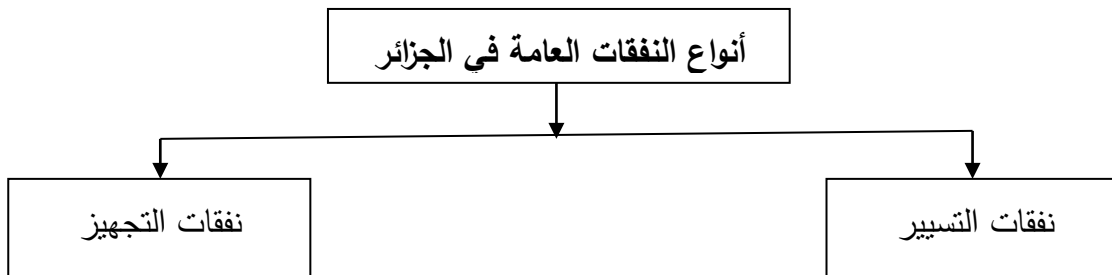 أنواع النفقات العامة في الجزائر
نفقات التسيير
نفقات التجهيز